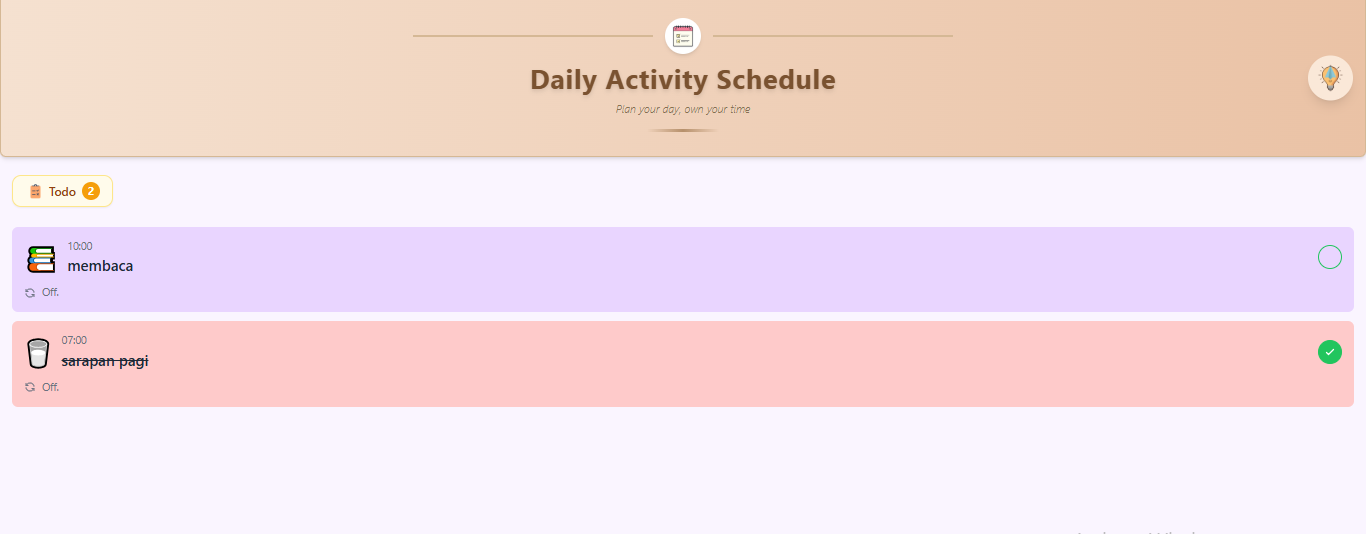 Daily Activity Schedule
Plan your day, own your time
Todo 2
10:00
membaca
Off.
07:00
sarapan pagi
Off.